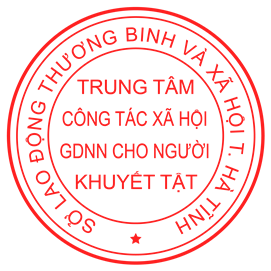 SỞ LAO ĐỘNG THƯƠNG BINH VÀ XÃ HỘI T. HÀ TĨNH
TRUNG TÂM
CÔNG TÁC XÃ HỘI
GDNN CHO NGƯỜI
KHUYẾT TẬT